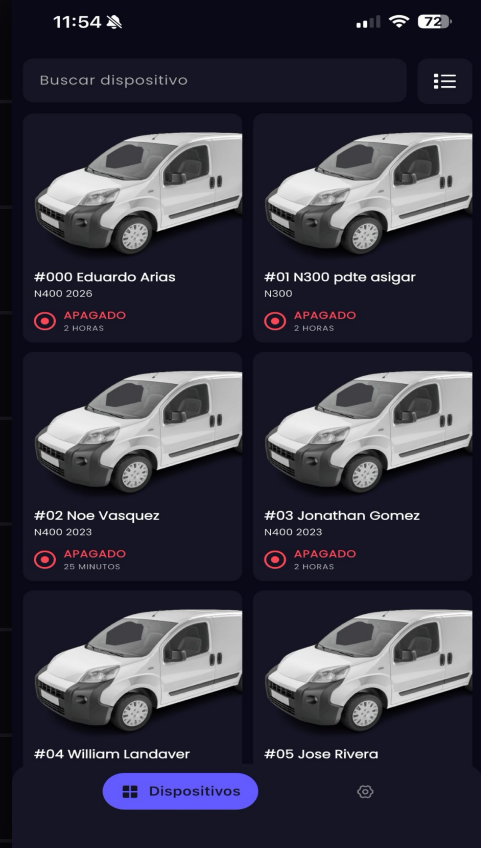 11:54
72
Buscar dispositivo
#000 Eduardo Arias
N400 2026
APAGADO
2 HORAS
#01 N300 pdte asigar
N300
APAGADO
2 HORAS
#02 Noe Vasquez
N400 2023
APAGADO
25 MINUTOS
#03 Jonathan Gomez
N400 2023
APAGADO
2 HORAS
#04 William Landaver
#05 Jose Rivera
Dispositivos